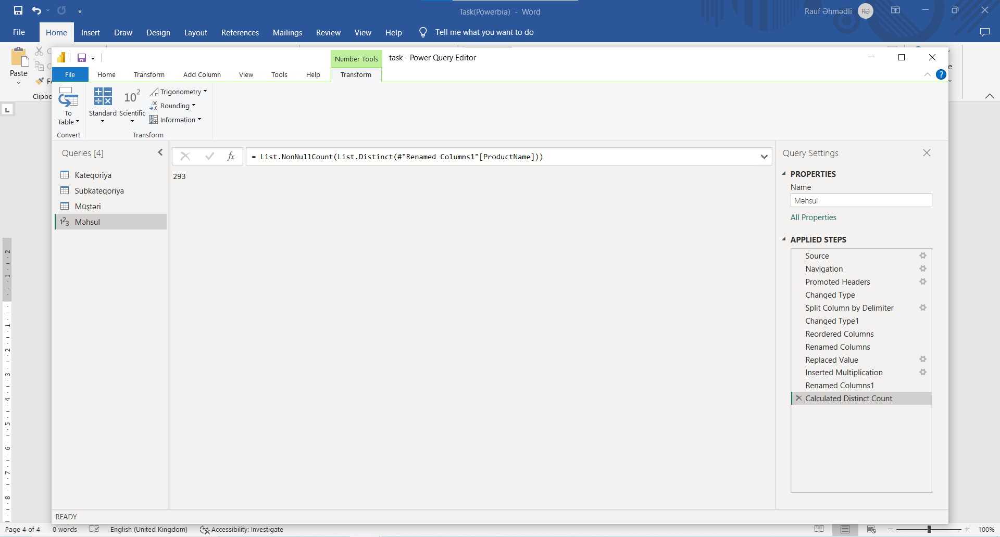 Task(Powerbia) - Word
Rauf Əhmədli
RƏ
File
Home
Insert
Draw
Design
Layout
References
Mailings
Review
View
Help
Tell me what you want to do
Paste
Clipbo
Number Tools
task - Power Query Editor
File
Home
Transform
Add Column
View
Tools
Help
Transform
To
Table
Convert
Standard
Scientific
10²
Trigonometry
Rounding
Information
Transform
Queries [4]
Kateqoriya
Subkateqoriya
Müştəri
Məhsul
fx
= List.NonNullCount(List.Distinct(#"Renamed Columns1"[ProductName]))
293
Query Settings
PROPERTIES
Name
Məhsul
All Properties
APPLIED STEPS
Source
Navigation
Promoted Headers
Changed Type
Split Column by Delimiter
Changed Type1
Reordered Columns
Renamed Columns
Replaced Value
Inserted Multiplication
Renamed Columns1
Calculated Distinct Count
READY
Page 4 of 4
0 words
English (United Kingdom)
Accessibility: Investigate
100%